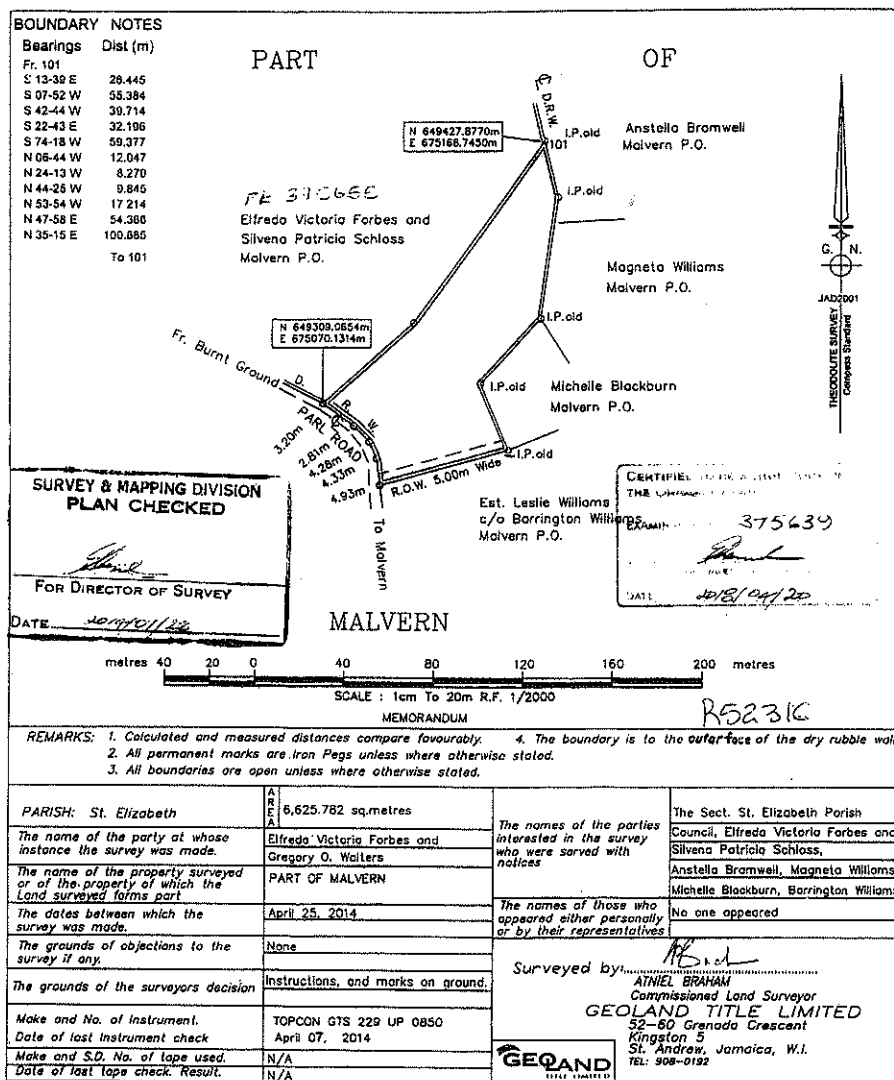 BOUNDARY NOTES
Bearings Dist (m)
Fr. 101
S 13-39 E 26.445
S 07-52 W 55.384
S 42-44 W 39.714
S 22-43 E 32.196
S 74-18 W 59.377
N 06-44 W 12.047
N 24-13 W 8.270
N 44-25 W 9.845
N 53-54 W 17 214
N 47-58 E 54.386
N 35-15 E 100.885
To 101
PART OF
D.R.W.
N 649427.8770m
E 675168.7450m
I.P.old
101
Anstella Bramwell
Malvern P.O.
I.P.old
Elfreda Victoria Forbes and
Silvena Patricia Schloss
Malvern P.O.
Magneta Williams
Malvern P.O.
G. N.
JAD2001
THEODOLITE SURVEY
Compass Standard
N 649309.0654m
E 675070.1314m
I.P.old
Fr. Burnt Ground
D. R. W.
PARL ROAD
I.P.old
Michelle Blackburn
Malvern P.O.
3.20m
2.81m
4.28m
4.33m
4.93m
I.P.old
R.O.W. 5.00m Wide
To Malvern
Est. Leslie Williams
c/o Barrington Williams
Malvern P.O.
SURVEY & MAPPING DIVISION
PLAN CHECKED
FOR DIRECTOR OF SURVEY
DATE
375639
DATE 2018/04/20
MALVERN
metres 40 20 0 40 80 120 160 200 metres
SCALE : 1cm To 20m R.F. 1/2000
MEMORANDUM
REMARKS: 1. Calculated and measured distances compare favourably. 4. The boundary is to the outer face of the dry rubble wall
2. All permanent marks are Iron Pegs unless where otherwise stated.
3. All boundaries are open unless where otherwise stated.
PARISH: St. Elizabeth
AREA 6,625.782 sq.metres
The name of the party at whose
instance the survey was made.
Elfreda Victoria Forbes and
Gregory O. Walters
The name of the property surveyed
or of the property of which the
Land surveyed forms part
PART OF MALVERN
The dates between which the
survey was made.
April 25, 2014
The grounds of objections to the
survey if any.
None
The grounds of the surveyors decision
Instructions, and marks on ground.
Make and No. of Instrument.
Date of last Instrument check
TOPCON GTS 229 UP 0850
April 07, 2014
Make and S.D. No. of tape used.
N/A
Date of last tape check. Result.
N/A
The names of the parties
interested in the survey
who were served with
notices
The Sect. St. Elizabeth Parish
Council, Elfreda Victoria Forbes and
Silvena Patricia Schloss,
Anstella Bramwell, Magneta Williams
Michelle Blackburn, Barrington Williams
The names of those who
appeared either personally
or by their representatives
No one appeared
Surveyed by:
ATNIEL BRAHAM
Commissioned Land Surveyor
GEOLAND TITLE LIMITED
52-60 Grenada Crescent
Kingston 5
St. Andrew, Jamaica, W.I.
TEL: 908-0192
GEOLAND
TITLE LIMITED